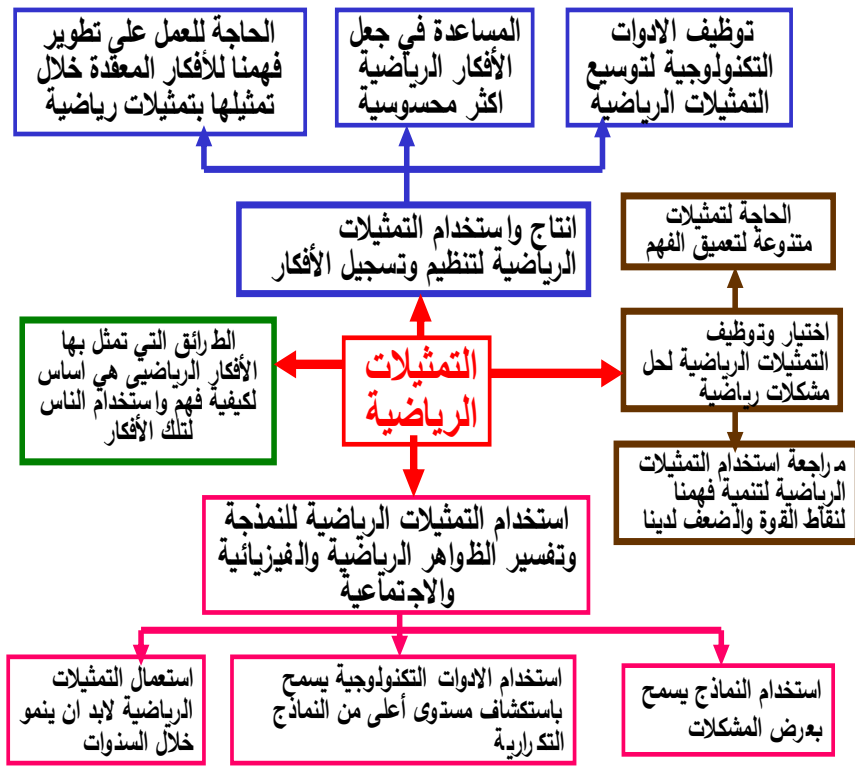 توظيف الادوات
التكنولوجية لتوسيع
التمثيلات الرياضية
المساعدة في جعل
الأفكار الرياضية
اكثر محسوسية
الحاجة للعمل على تطوير
فهمنا للأفكار المعقدة خلال
تمثيلها بتمثيلات رياضية
انتاج واستخدام التمثيلات
الرياضية لتنظيم وتسجيل الأفكار
الحاجة لتمثيلات
متنوعة لتعميق الفهم
اختيار وتوظيف
التمثيلات الرياضية لحل
مشكلات رياضية
مراجعة استخدام التمثيلات
الرياضية لتنمية فهمنا
لنقاط القوة والضعف لدينا
التمثيلات
الرياضية
الطرائق التي تمثل بها
الأفكار الرياضيى هي اساس
لكيفية فهم واستخدام الناس
لتلك الأفكار
استخدام التمثيلات الرياضية للنمذجة
وتفسير الظواهر الرياضية والفيزيائية
والاجتماعية
استخدام النماذج يسمح
بعرض المشكلات
استخدام الادوات التكنولوجية يسمح
باستكشاف مستوى أعلى من النماذج
التكرارية
استعمال التمثيلات
الرياضية لابد ان ينمو
خلال السنوات